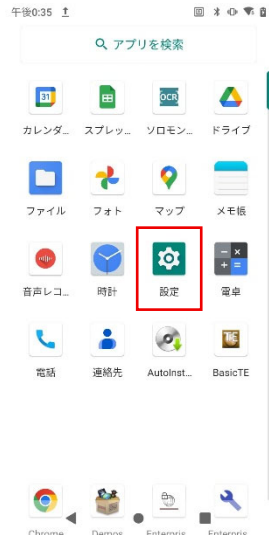 午後0:35
アプリを検索
31
OCR
カレンダ… スプレッ… ソロモン… ドライブ
ファイル フォト マップ メモ帳
音声レコ… 時計 設定 電卓
TE
電話 連絡先 AutoInst… BasicTE
Chrome Demos Enterpris Enterpris